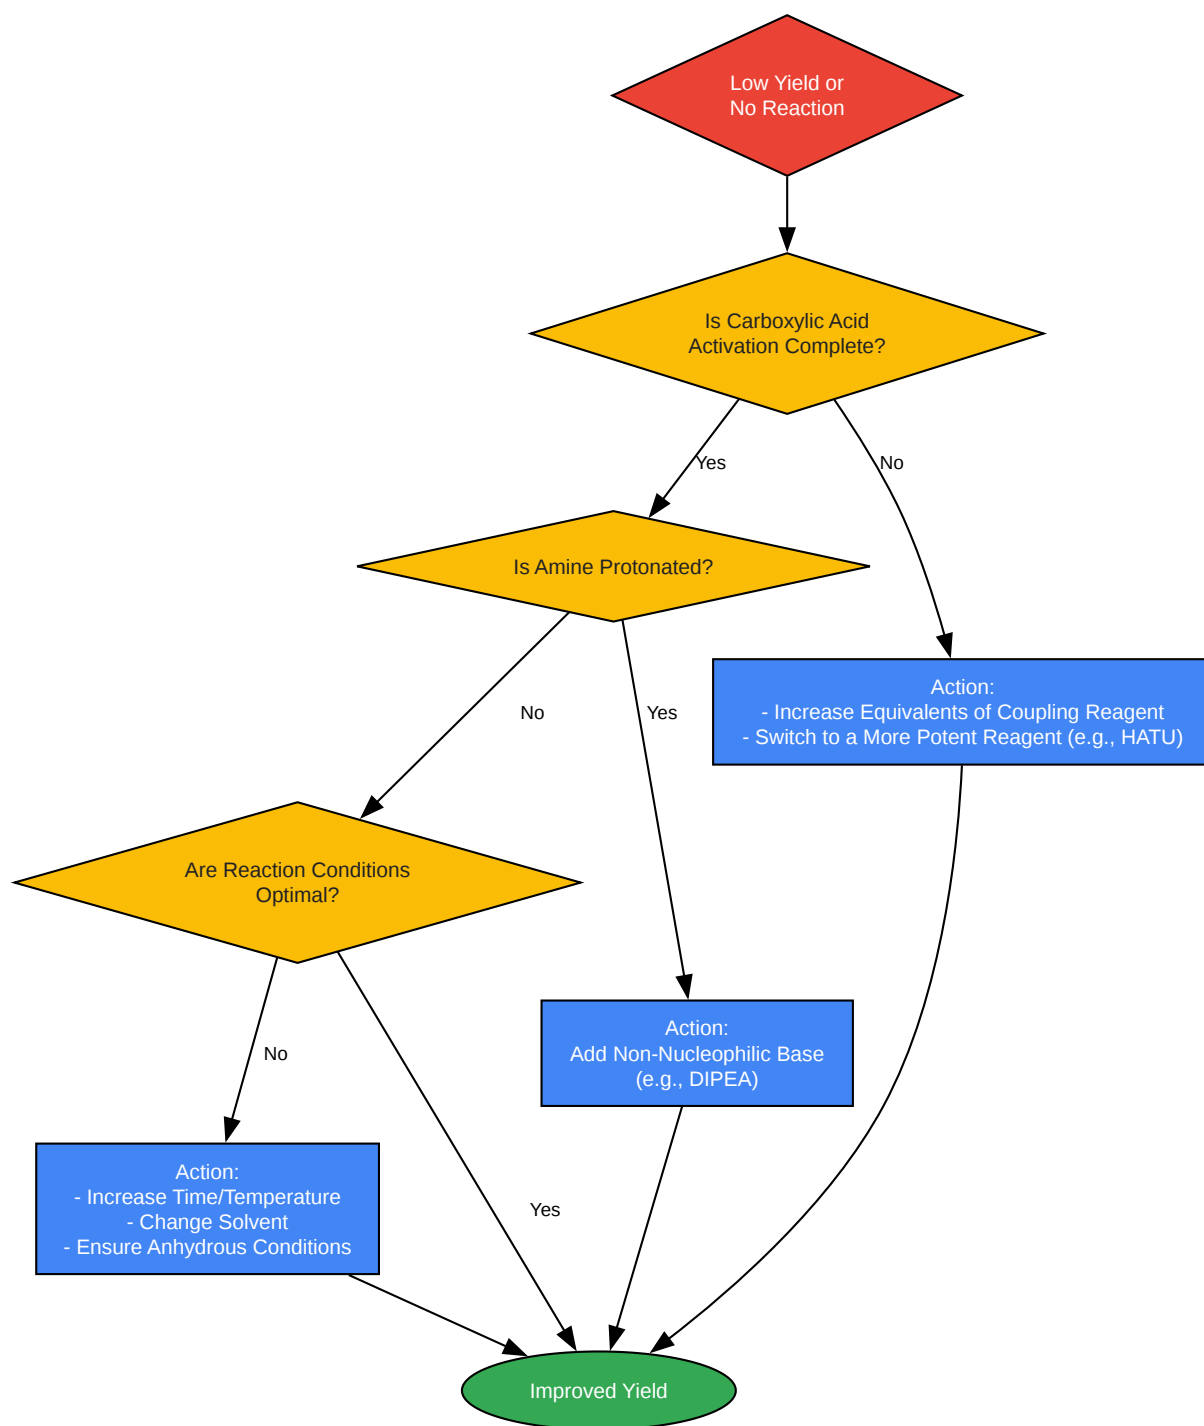 Low Yield or
No Reaction
Is Carboxylic Acid
Activation Complete?
Yes
No
Is Amine Protonated?
No
Yes
Action:
- Increase Equivalents of Coupling Reagent
- Switch to a More Potent Reagent (e.g., HATU)
Are Reaction Conditions
Optimal?
No
Yes
Action:
Add Non-Nucleophilic Base
(e.g., DIPEA)
Action:
- Increase Time/Temperature
- Change Solvent
- Ensure Anhydrous Conditions
Improved Yield